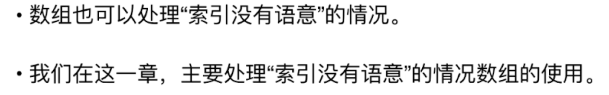 • 数组也可以处理“索引没有语意”的情况。
• 我们在这一章，主要处理“索引没有语意”的情况数组的使用。